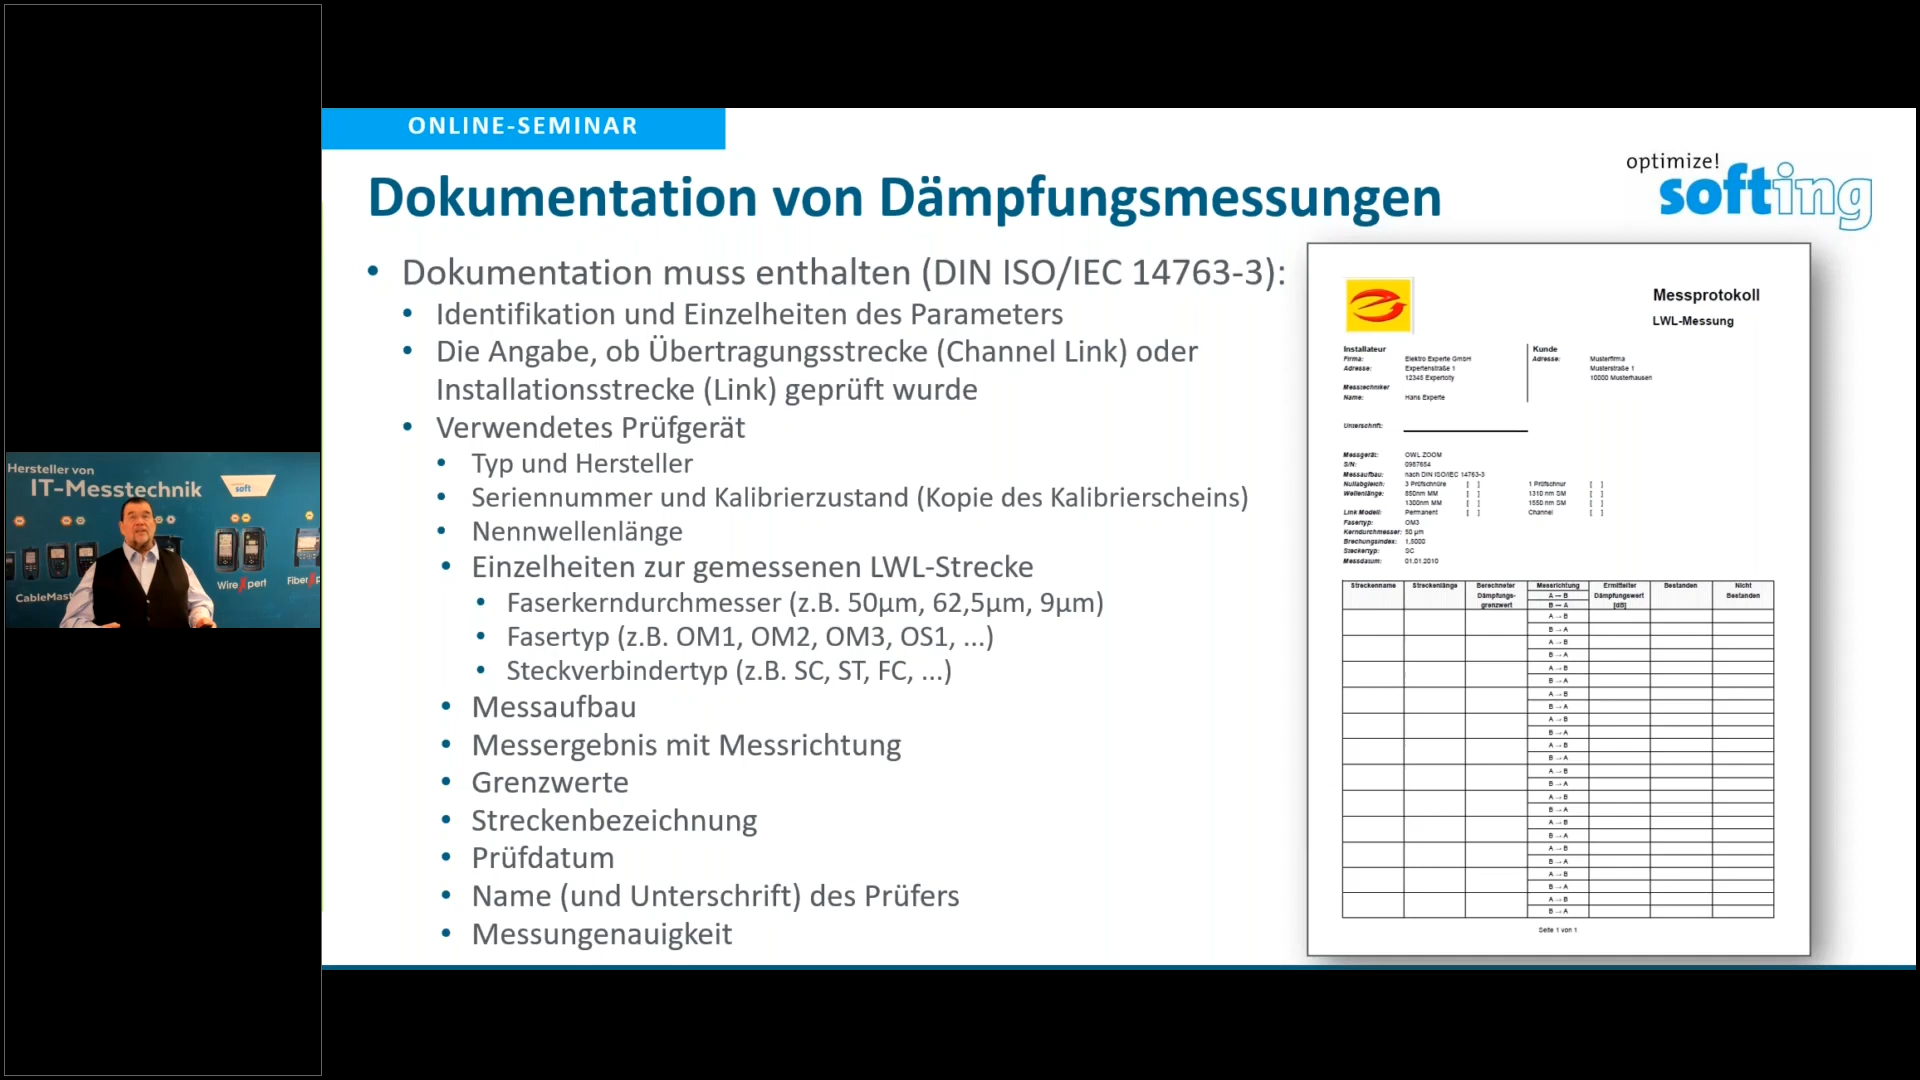 ONLINE-SEMINAR
optimize!
softing
Dokumentation von Dämpfungsmessungen
• Dokumentation muss enthalten (DIN ISO/IEC 14763-3):
• Identifikation und Einzelheiten des Parameters
• Die Angabe, ob Übertragungsstrecke (Channel Link) oder
Installationsstrecke (Link) geprüft wurde
• Verwendetes Prüfgerät
• Typ und Hersteller
• Seriennummer und Kalibrierzustand (Kopie des Kalibrierscheins)
• Nennwellenlänge
• Einzelheiten zur gemessenen LWL-Strecke
• Faserkerndurchmesser (z.B. 50µm, 62,5µm, 9µm)
• Fasertyp (z.B. OM1, OM2, OM3, OS1, ...)
• Steckverbindertyp (z.B. SC, ST, FC, ...)
• Messaufbau
• Messergebnis mit Messrichtung
• Grenzwerte
• Streckenbezeichnung
• Prüfdatum
• Name (und Unterschrift) des Prüfers
• Messungenauigkeit
Messprotokoll
LWL-Messung
Installateur Kunde
Firma: Elektro Experte GmbH Adresse: Musterfirma
Adresse: Expertenstraße 1 Musterstraße 1
12345 Expertcity 10000 Musterhausen
Messtechniker
Name: Hans Experte
Unterschrift:
Messgerät: OWL ZOOM
S/N: 0987654
Messaufbau: nach DIN ISO/IEC 14763-3
Nullabgleich: 3 Prüfschnüre [ ] 1 Prüfschnur [ ]
Wellenlänge: 850nm MM [ ] 1310 nm SM [ ]
1300nm MM [ ] 1550 nm SM [ ]
Link Modell: Permanent [ ] Channel [ ]
Fasertyp: OM3
Kerndurchmesser: 50 µm
Brechungsindex: 1,5000
Steckertyp: SC
Messdatum: 01.01.2010
Streckenname Streckenlänge Berechneter Messrichtung Ermittelter Bestanden Nicht
Dämpfungs- A → B Dämpfungswert Bestanden
grenzwert B → A [dB]
A → B
B → A
A → B
B → A
A → B
B → A
A → B
B → A
A → B
B → A
A → B
B → A
A → B
B → A
A → B
B → A
A → B
B → A
A → B
B → A
A → B
B → A
A → B
B → A
Seite 1 von 1
Hersteller von
IT-Messtechnik
soft
WireXpert